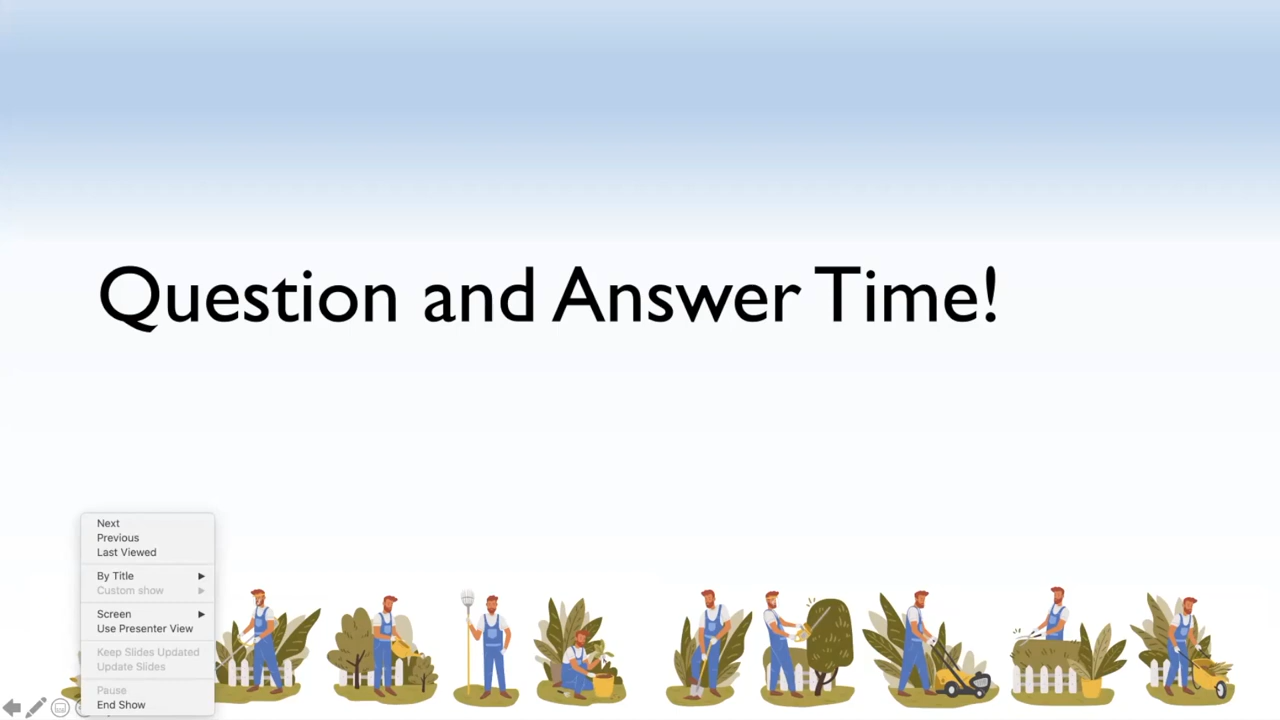 Question and Answer Time!
Next
Previous
Last Viewed
By Title
Custom show
Screen
Use Presenter View
Keep Slides Updated
Update Slides
Pause
End Show